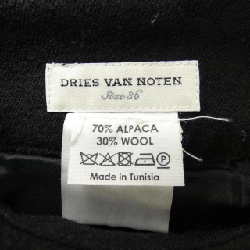 DRIES VAN NOTEN
Size 36
70% ALPACA
30% WOOL
Made in Tunisia